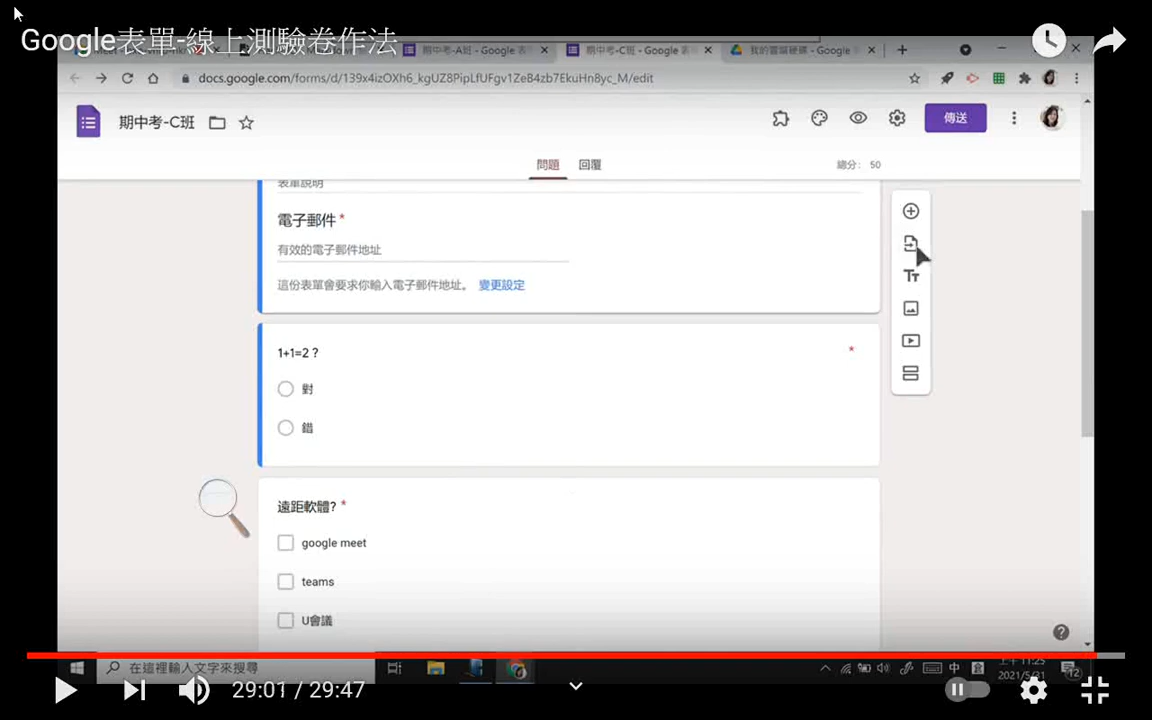 Google表單-線上測驗卷作法
期中考-A班 - Google 表
期中考-C班 - Google 表
我的雲端硬碟 - Google
docs.google.com/forms/d/139x4izOXh6_kgUZ8PipLfUFgv1ZeB4zb7EkuHn8yc_M/edit
期中考-C班
傳送
問題 回覆
總分: 50
表單說明
電子郵件 *
有效的電子郵件地址
這份表單會要求你輸入電子郵件地址。 變更設定
1+1=2 ? *
對
錯
遠距軟體? *
google meet
teams
U會議
在這裡輸入文字來搜尋
中
上午 11:25
2021/5/31
12
29:01 / 29:47